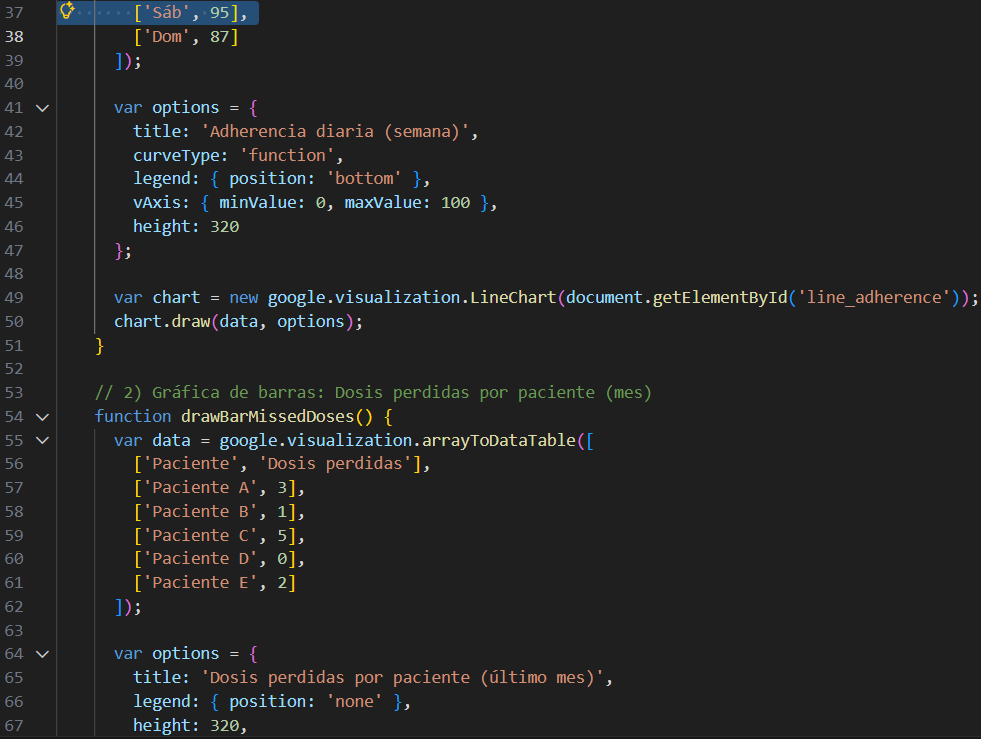 37 ['Sáb', 95],
38 ['Dom', 87]
39 ]);
40
41 var options = {
42 title: 'Adherencia diaria (semana)',
43 curveType: 'function',
44 legend: { position: 'bottom' },
45 vAxis: { minValue: 0, maxValue: 100 },
46 height: 320
47 };
48
49 var chart = new google.visualization.LineChart(document.getElementById('line_adherence'));
50 chart.draw(data, options);
51 }
52
53 // 2) Gráfica de barras: Dosis perdidas por paciente (mes)
54 function drawBarMissedDoses() {
55 var data = google.visualization.arrayToDataTable([
56 ['Paciente', 'Dosis perdidas'],
57 ['Paciente A', 3],
58 ['Paciente B', 1],
59 ['Paciente C', 5],
60 ['Paciente D', 0],
61 ['Paciente E', 2]
62 ]);
63
64 var options = {
65 title: 'Dosis perdidas por paciente (último mes)',
66 legend: { position: 'none' },
67 height: 320,